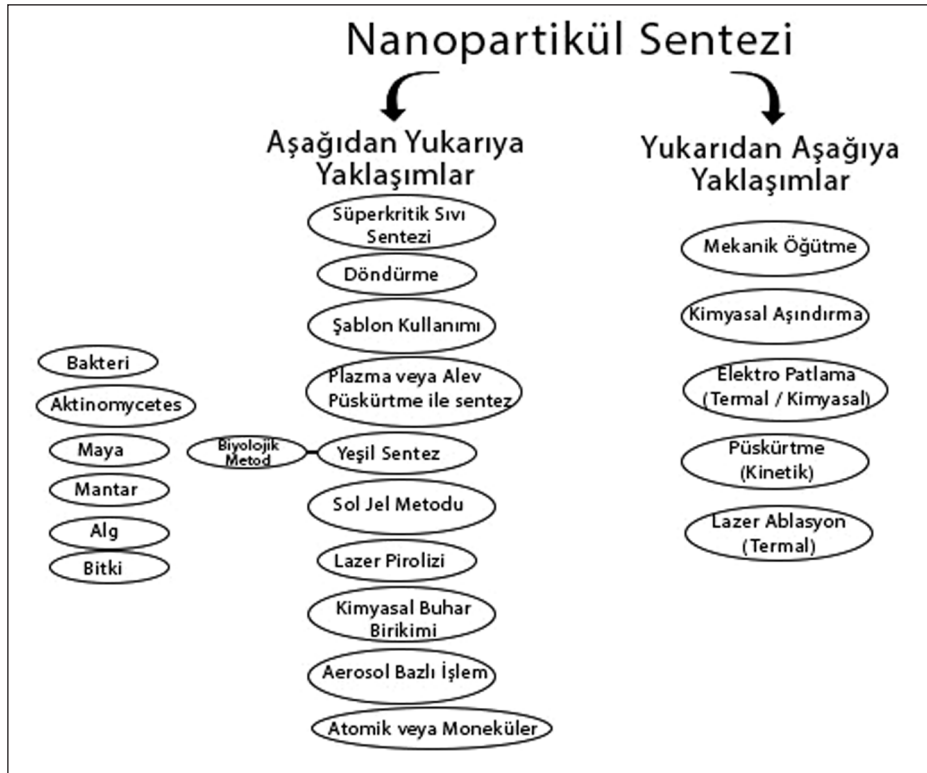 Nanopartikül Sentezi
Aşağıdan Yukarıya
Yaklaşımlar
Süperkritik Sıvı
Sentezi
Döndürme
Şablon Kullanımı
Plazma veya Alev
Püskürtme ile sentez
Yeşil Sentez
Biyolojik
Metod
Bakteri
Aktinomycetes
Maya
Mantar
Alg
Bitki
Sol Jel Metodu
Lazer Pirolizi
Kimyasal Buhar
Birikimi
Aerosol Bazlı İşlem
Atomik veya Moneküler
Yukarıdan Aşağıya
Yaklaşımlar
Mekanik Öğütme
Kimyasal Aşındırma
Elektro Patlama
(Termal / Kimyasal)
Püskürtme
(Kinetik)
Lazer Ablasyon
(Termal)